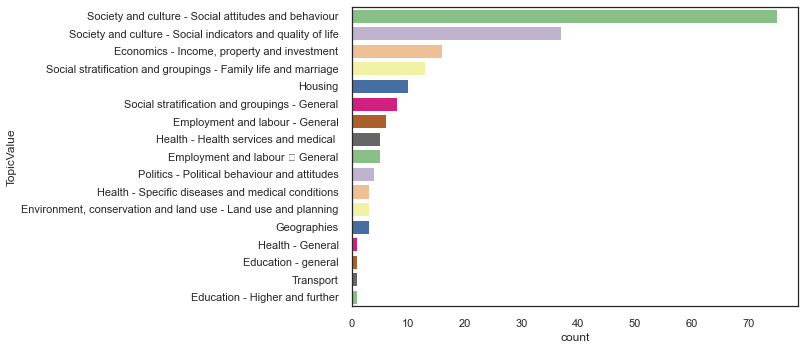 Society and culture - Social attitudes and behaviour
Society and culture - Social indicators and quality of life
Economics - Income, property and investment
Social stratification and groupings - Family life and marriage
Housing
Social stratification and groupings - General
Employment and labour - General
Health - Health services and medical
Employment and labour □ General
Politics - Political behaviour and attitudes
Health - Specific diseases and medical conditions
Environment, conservation and land use - Land use and planning
Geographies
Health - General
Education - general
Transport
Education - Higher and further
TopicValue
0 10 20 30 40 50 60 70
count